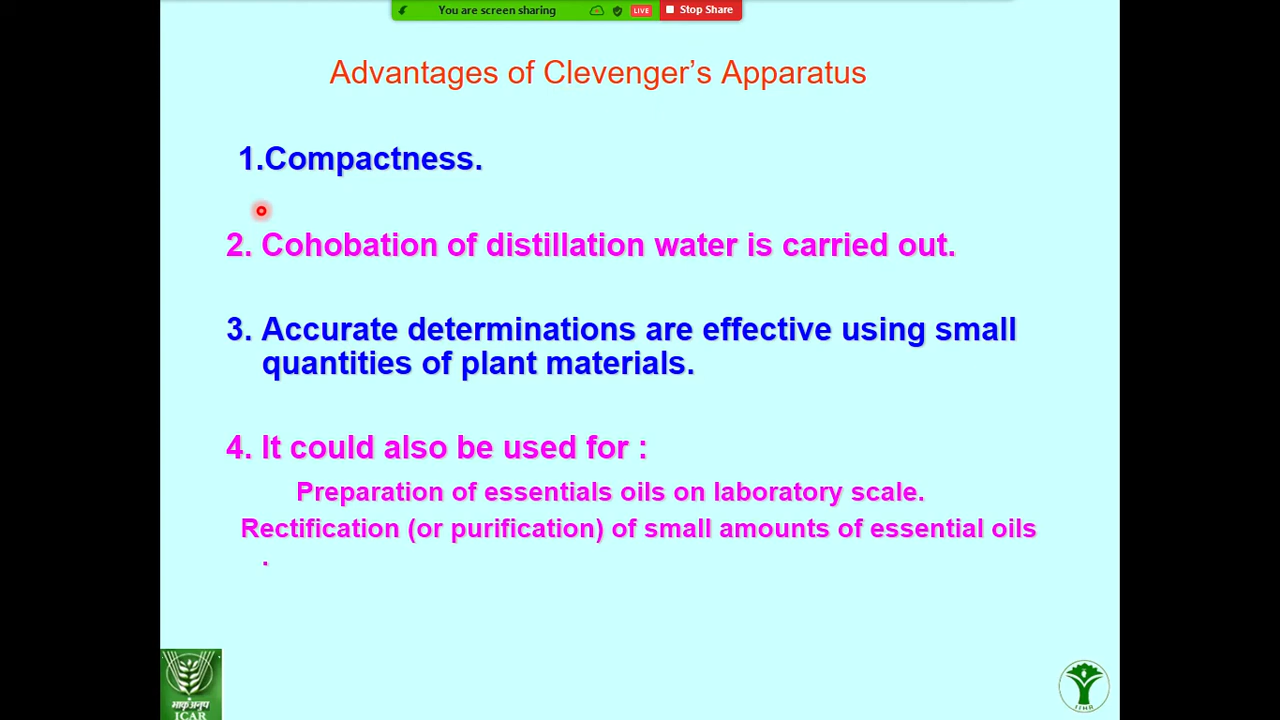 You are screen sharing LIVE Stop Share
Advantages of Clevenger’s Apparatus
1.Compactness.
2. Cohobation of distillation water is carried out.
3. Accurate determinations are effective using small
quantities of plant materials.
4. It could also be used for :
Preparation of essentials oils on laboratory scale.
Rectification (or purification) of small amounts of essential oils
.
भाकृअनुप
ICAR
IIHR